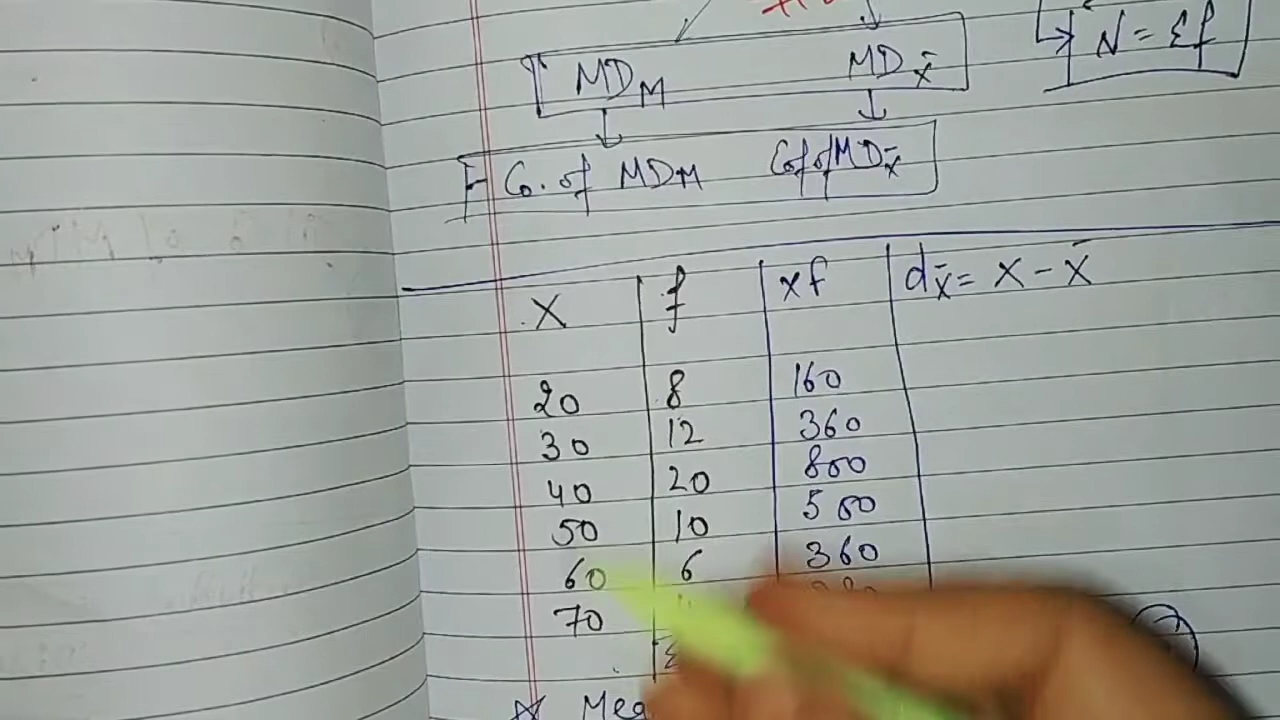 N = Σf
MD_M MD_x̄
Co. of MD_M Cof of MD_x̄
X f xf d_x̄ = X - X̄
20 8 160
30 12 360
40 20 800
50 10 500
60 6 360
70